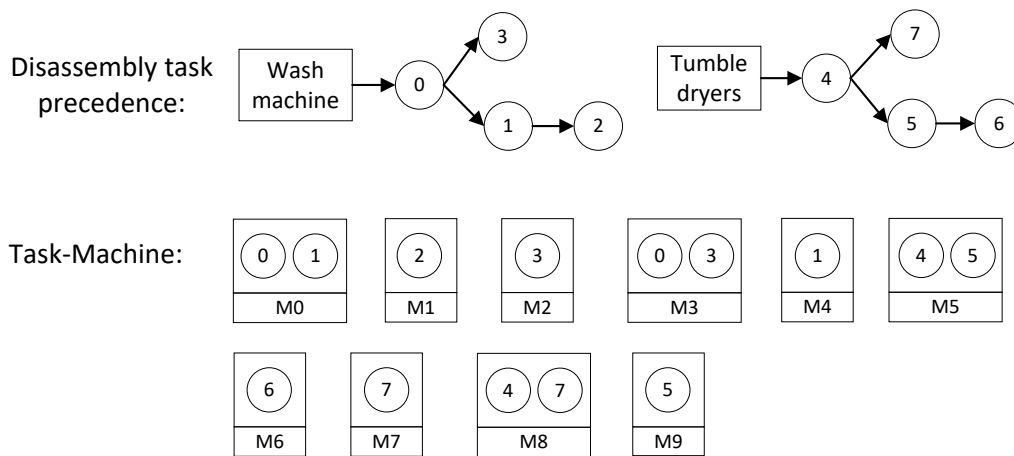 Disassembly task
precedence:
Wash
machine
0
3
1
2
Tumble
dryers
4
7
5
6
Task-Machine:
0 1
M0
2
M1
3
M2
0 3
M3
1
M4
4 5
M5
6
M6
7
M7
4 7
M8
5
M9